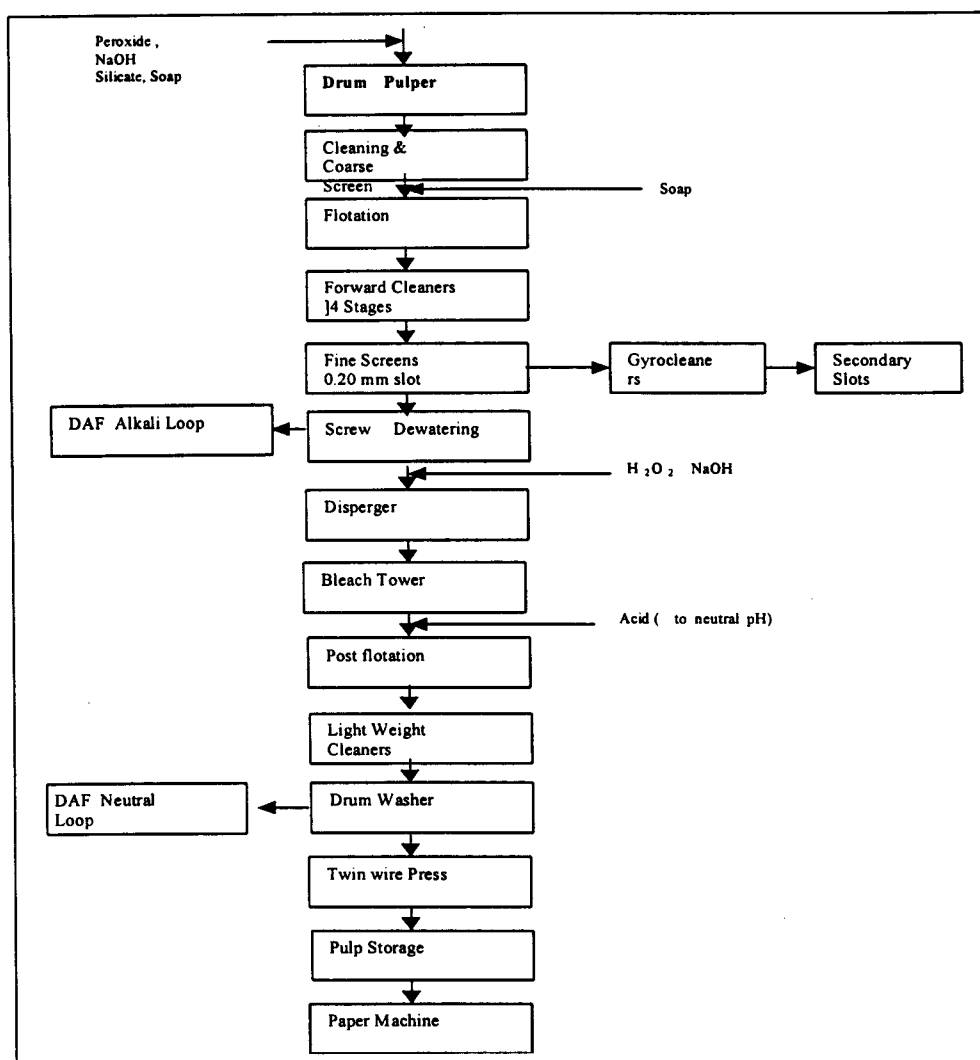 Peroxide ,
NaOH
Silicate, Soap
Drum Pulper
Cleaning &
Coarse
Screen
Soap
Flotation
Forward Cleaners
]4 Stages
Fine Screens
0.20 mm slot
Gyrocleane
rs
Secondary
Slots
DAF Alkali Loop
Screw Dewatering
H ₂O ₂ NaOH
Disperger
Bleach Tower
Acid ( to neutral pH)
Post flotation
Light Weight
Cleaners
DAF Neutral
Loop
Drum Washer
Twin wire Press
Pulp Storage
Paper Machine